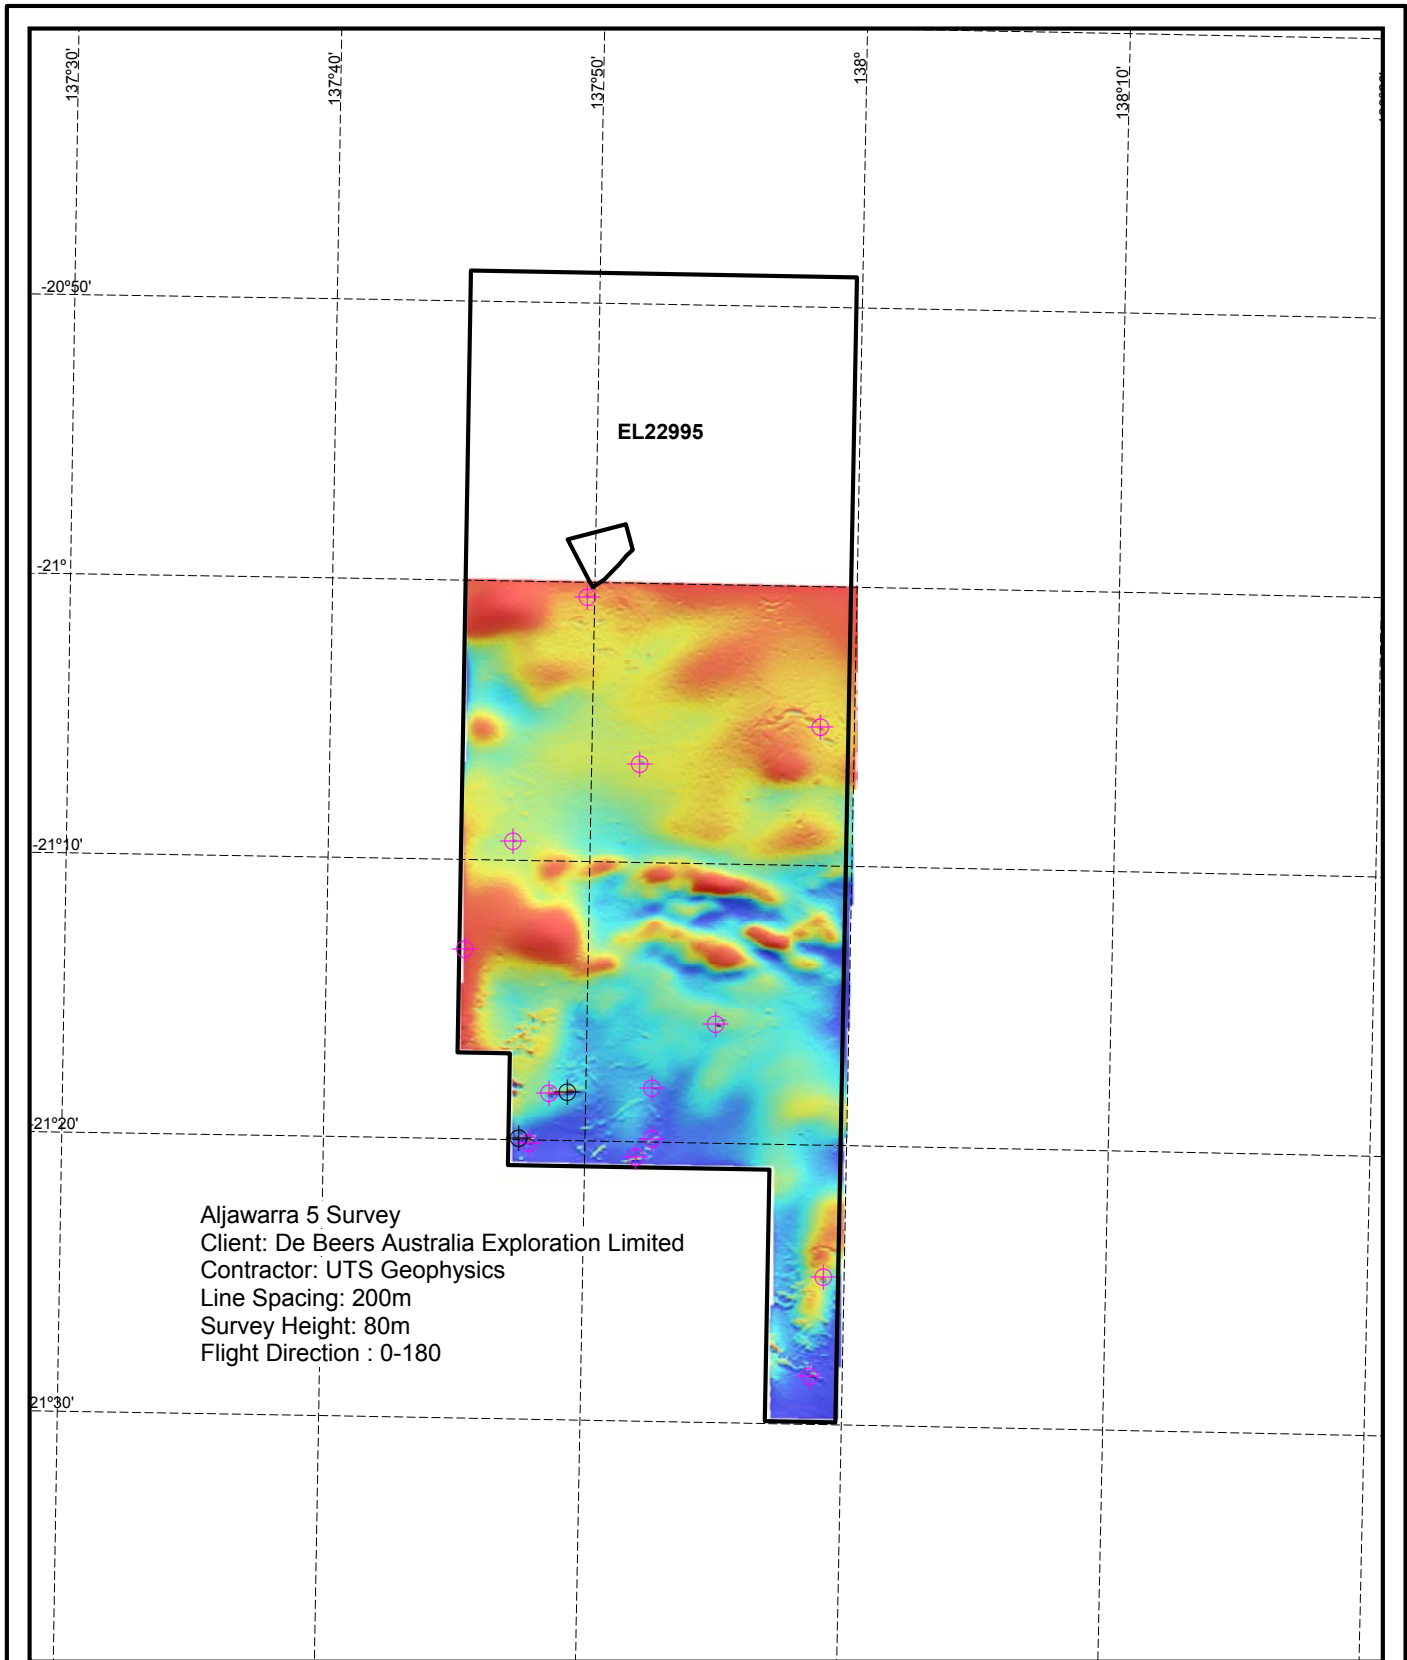 137°30'
137°40'
137°50'
138°
138°10'
-20°50'
EL22995
-21°
-21°10'
-21°20'
Aljawarra 5 Survey
Client: De Beers Australia Exploration Limited
Contractor: UTS Geophysics
Line Spacing: 200m
Survey Height: 80m
Flight Direction : 0-180
21°30'